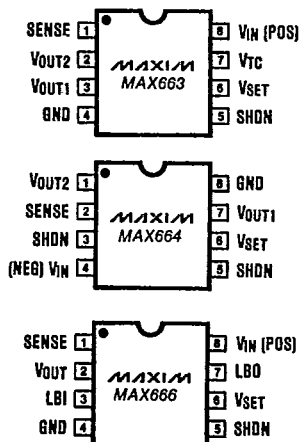 SENSE 1 8 VIN (POS)
VOUT2 2 MAXIM 7 VTC
VOUT1 3 MAX663 6 VSET
GND 4 5 SHDN
VOUT2 1 8 GND
SENSE 2 MAXIM 7 VOUT1
SHDN 3 MAX664 6 VSET
(NEG) VIN 4 5 SHDN
SENSE 1 8 VIN (POS)
VOUT 2 MAXIM 7 LBO
LBI 3 MAX666 6 VSET
GND 4 5 SHDN